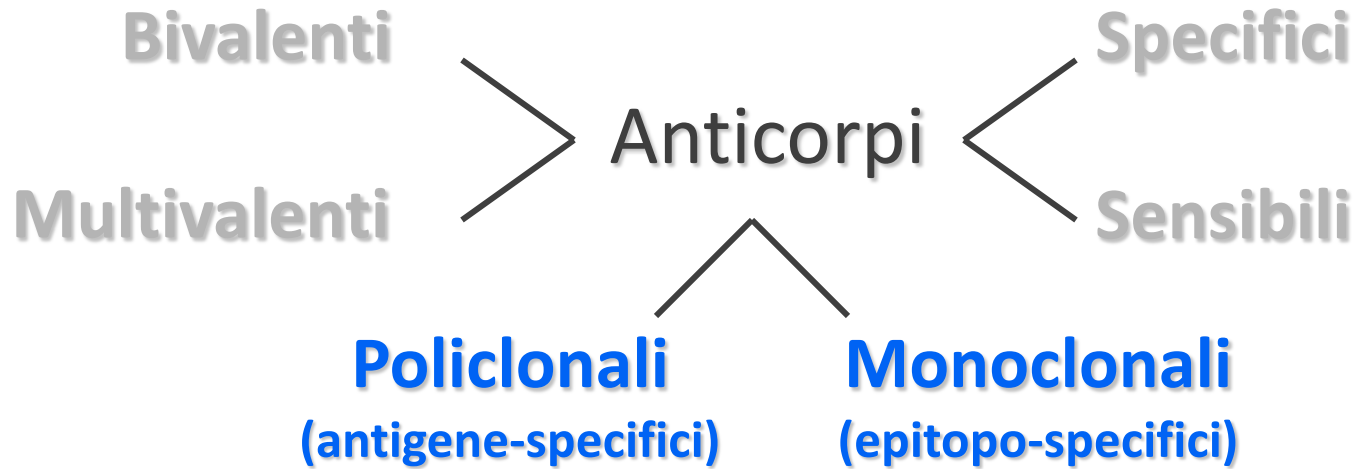 Bivalenti
Specifici
Anticorpi
Multivalenti
Sensibili
Policlonali
Monoclonali
(antigene-specifici)
(epitopo-specifici)